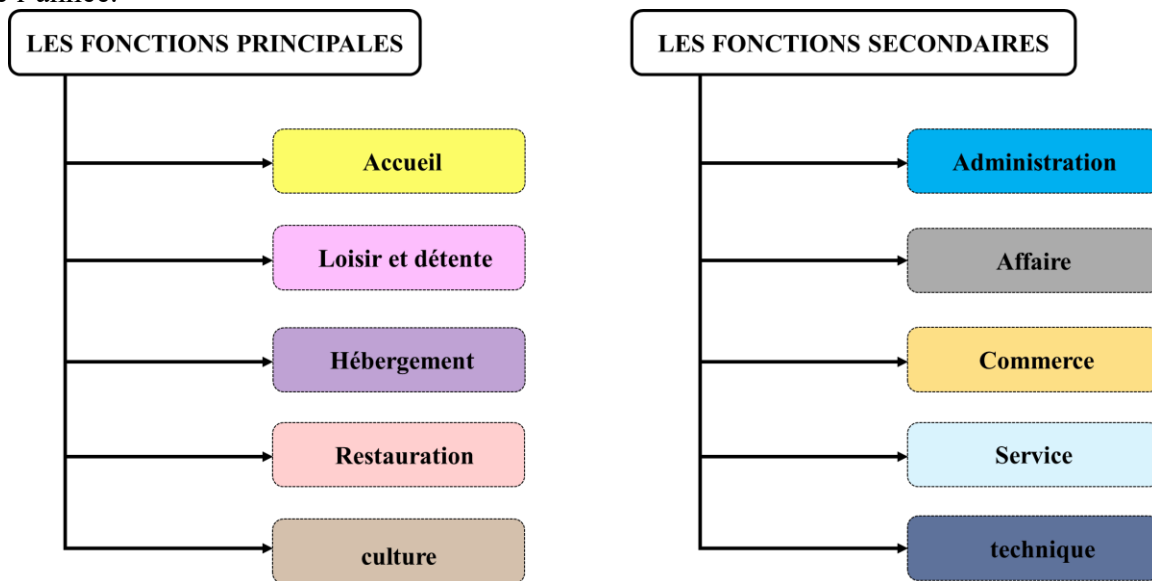 LES FONCTIONS PRINCIPALES
Accueil
Loisir et détente
Hébergement
Restauration
culture
LES FONCTIONS SECONDAIRES
Administration
Affaire
Commerce
Service
technique